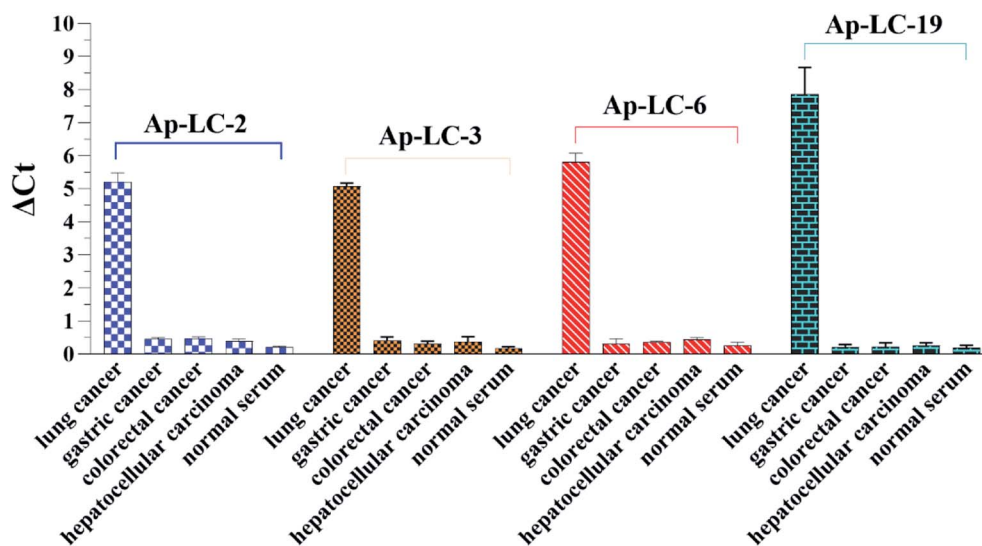 10
9
8
7
6
5
4
3
2
1
0
ΔCt
Ap-LC-2
Ap-LC-3
Ap-LC-6
Ap-LC-19
lung cancer
gastric cancer
colorectal cancer
hepatocellular carcinoma
normal serum
lung cancer
gastric cancer
colorectal cancer
hepatocellular carcinoma
normal serum
lung cancer
gastric cancer
colorectal cancer
hepatocellular carcinoma
normal serum
lung cancer
gastric cancer
colorectal cancer
hepatocellular carcinoma
normal serum